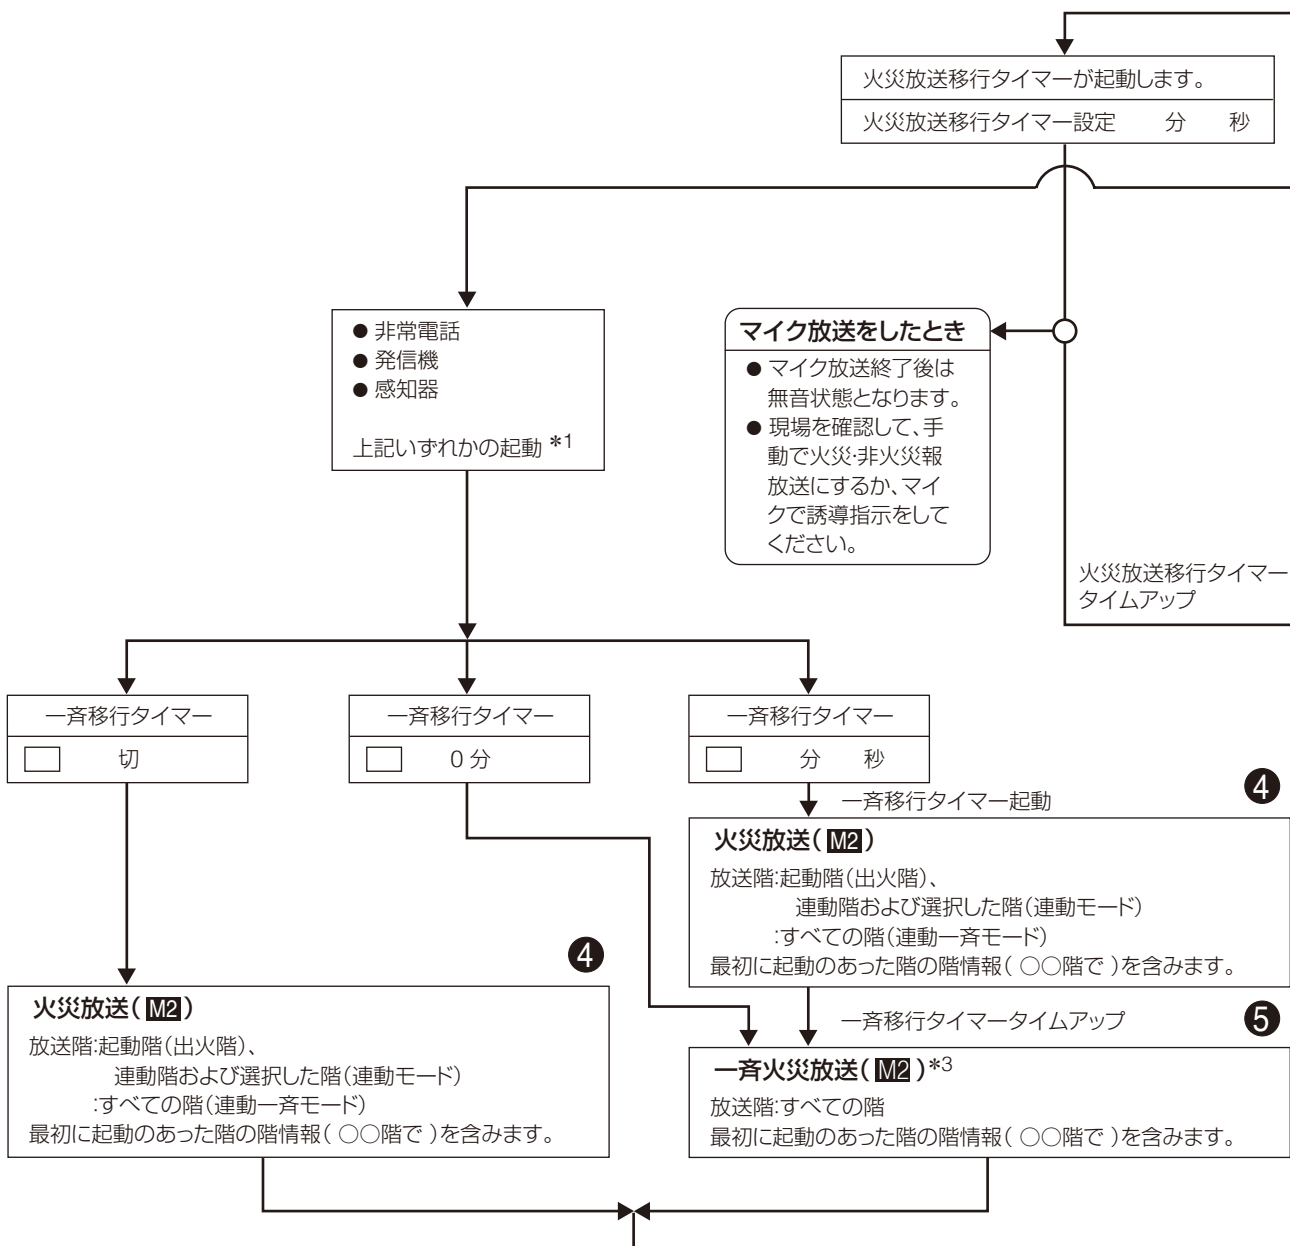 火災放送移行タイマーが起動します。
火災放送移行タイマー設定 分 秒
● 非常電話
● 発信機
● 感知器
上記いずれかの起動 *1
マイク放送をしたとき
● マイク放送終了後は
無音状態となります。
● 現場を確認して、手
動で火災・非火災報
放送にするか、マイ
クで誘導指示をして
ください。
火災放送移行タイマー
タイムアップ
一斉移行タイマー
切
一斉移行タイマー
0分
一斉移行タイマー
分 秒
一斉移行タイマー起動
❹
火災放送(M2)
放送階:起動階(出火階)、
連動階および選択した階(連動モード)
:すべての階(連動一斉モード)
最初に起動のあった階の階情報(○○階で)を含みます。
❹
火災放送(M2)
放送階:起動階(出火階)、
連動階および選択した階(連動モード)
:すべての階(連動一斉モード)
最初に起動のあった階の階情報(○○階で)を含みます。
一斉移行タイマータイムアップ
❺
一斉火災放送(M2)*3
放送階:すべての階
最初に起動のあった階の階情報(○○階で)を含みます。